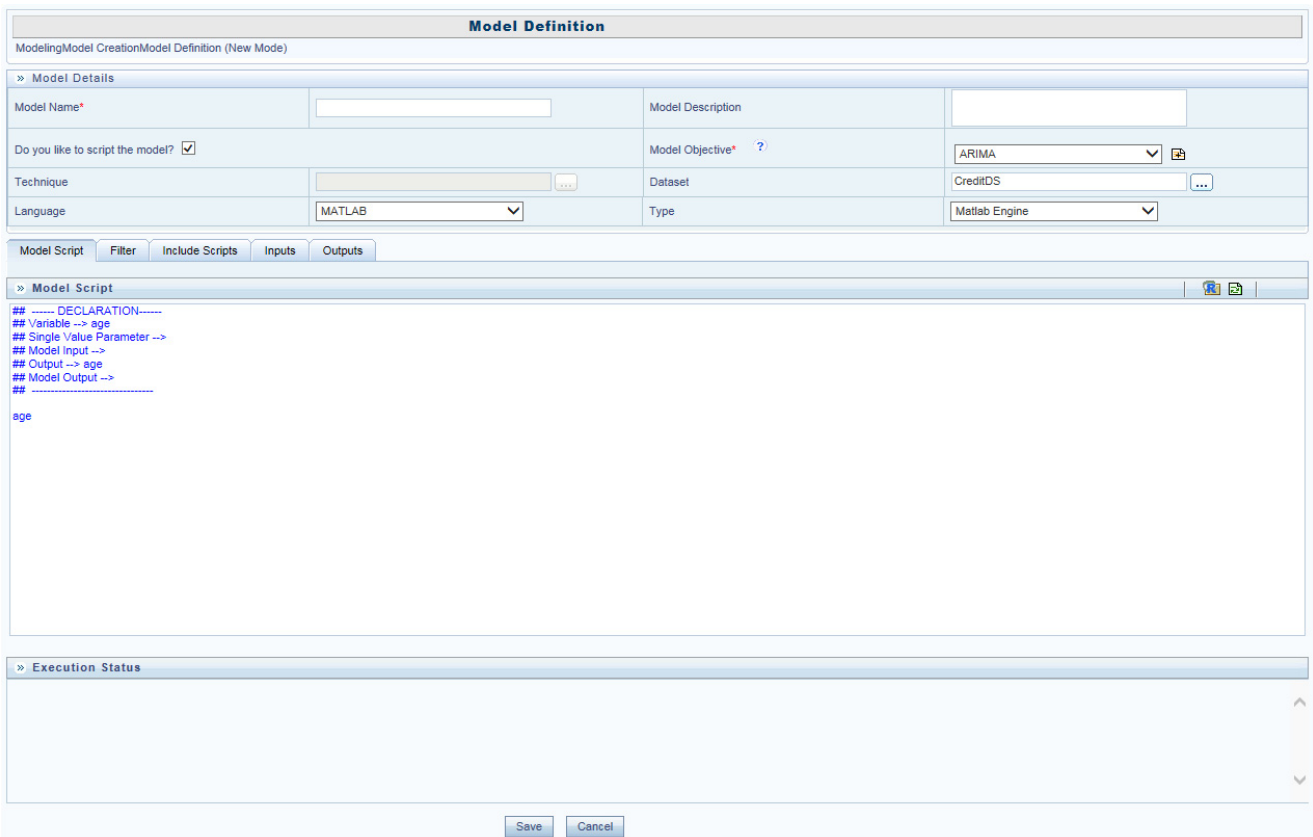 Model Definition
ModelingModel CreationModel Definition (New Mode)
» Model Details
Model Name*
Model Description
Do you like to script the model?
Model Objective* ?
ARIMA
Technique
...
Dataset
CreditDS
...
Language
MATLAB
Type
Matlab Engine
Model Script Filter Include Scripts Inputs Outputs
» Model Script
R
## ------ DECLARATION------
## Variable --> age
## Single Value Parameter -->
## Model Input -->
## Output --> age
## Model Output -->
## --------------------------------
age
» Execution Status
Save Cancel